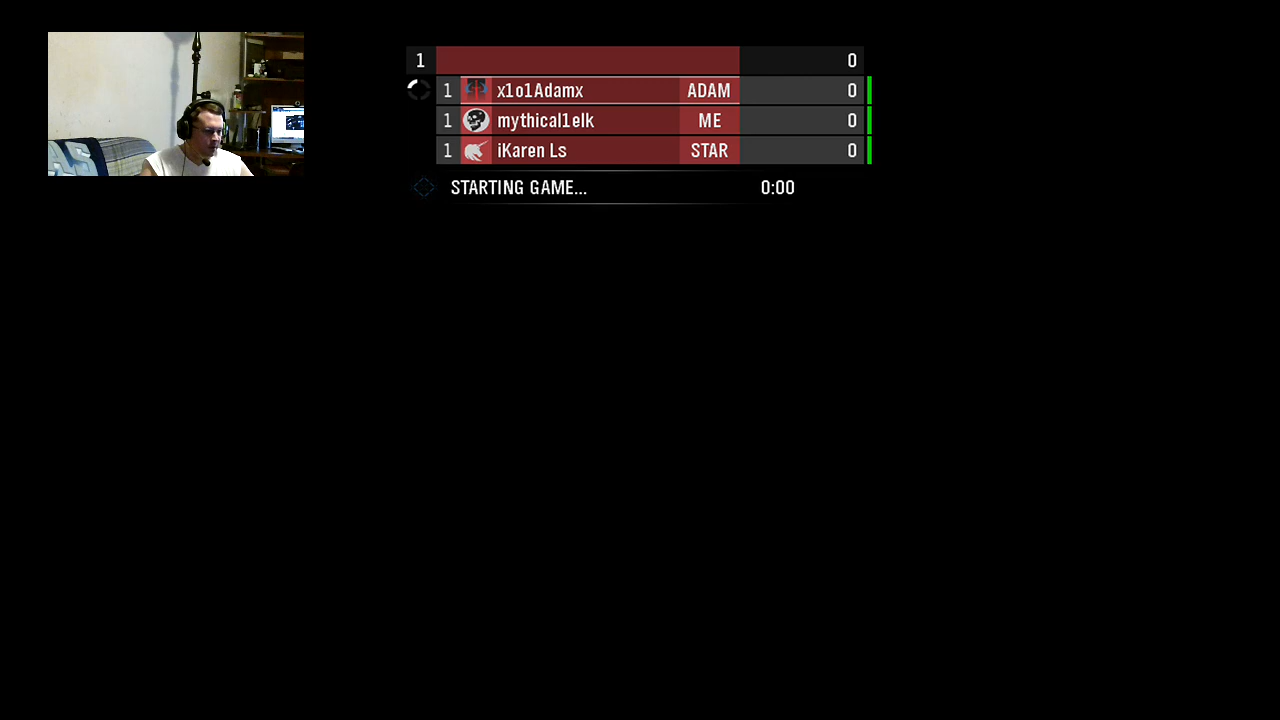 1 0
1 x1o1Adamx ADAM 0
1 mythical1elk ME 0
1 iKaren Ls STAR 0
STARTING GAME... 0:00